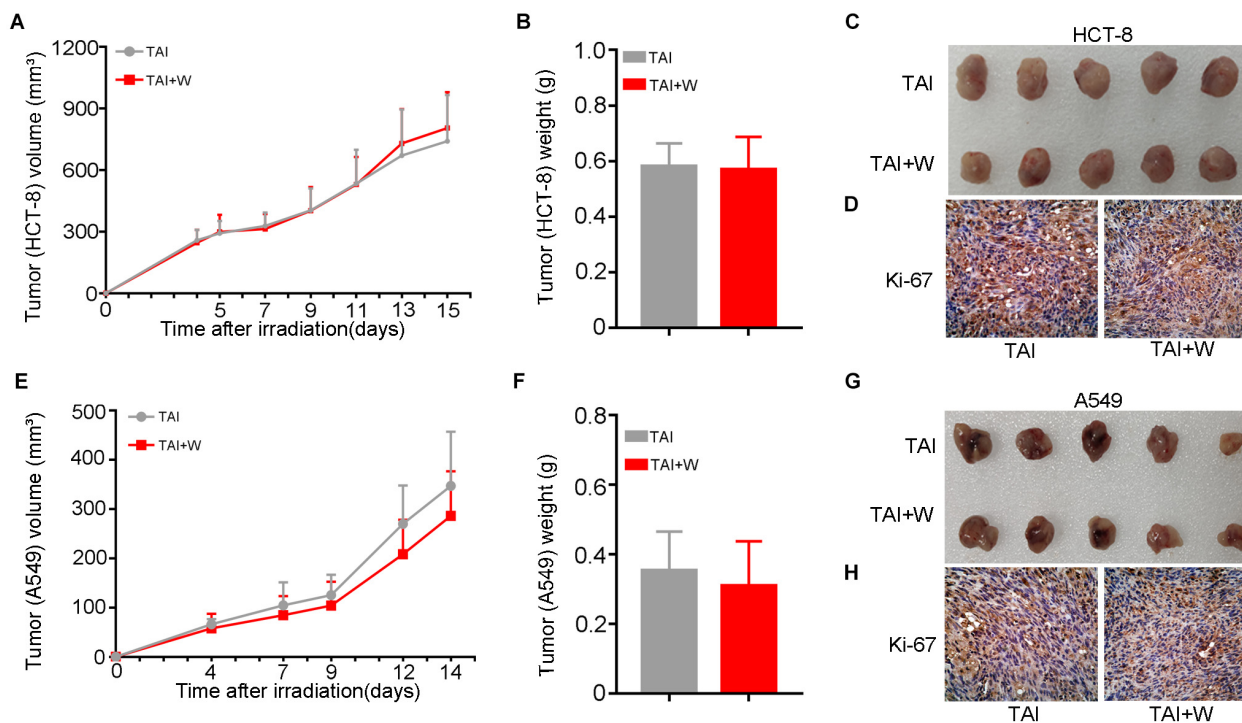 A
Tumor (HCT-8) volume (mm³)
1200
900
600
300
0
TAI
TAI+W
0 5 7 9 11 13 15
Time after irradiation(days)
B
Tumor (HCT-8) weight (g)
1.0
0.8
0.6
0.4
0.2
0
TAI
TAI+W
C
HCT-8
TAI
TAI+W
D
Ki-67
TAI TAI+W
E
Tumor (A549) volume (mm³)
500
400
300
200
100
0
TAI
TAI+W
0 4 7 9 12 14
Time after irradiation(days)
F
Tumor (A549) weight (g)
0.8
0.6
0.4
0.2
0
TAI
TAI+W
G
A549
TAI
TAI+W
H
Ki-67
TAI TAI+W